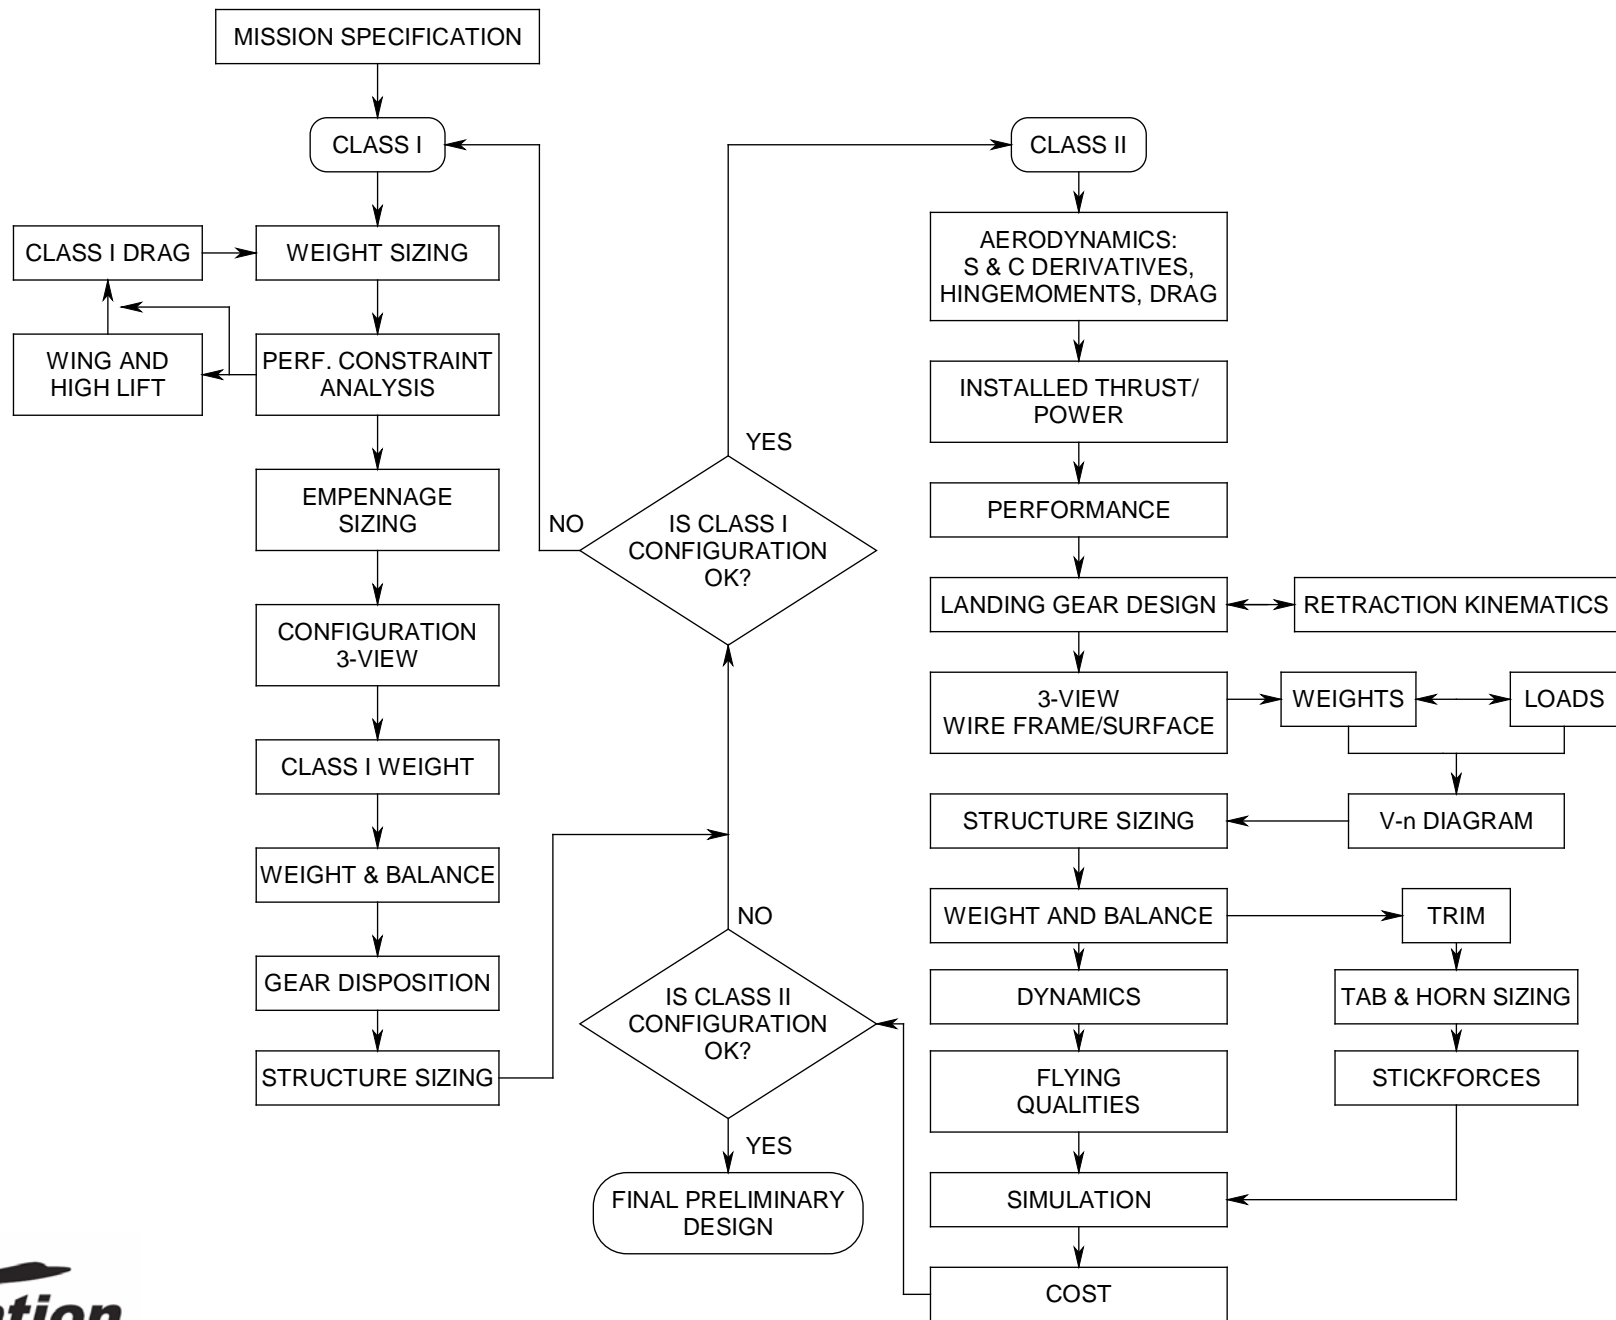 MISSION SPECIFICATION
CLASS I
CLASS I DRAG
WEIGHT SIZING
WING AND
HIGH LIFT
PERF. CONSTRAINT
ANALYSIS
EMPENNAGE
SIZING
CONFIGURATION
3-VIEW
CLASS I WEIGHT
WEIGHT & BALANCE
GEAR DISPOSITION
STRUCTURE SIZING
YES
NO
IS CLASS I
CONFIGURATION
OK?
NO
IS CLASS II
CONFIGURATION
OK?
YES
FINAL PRELIMINARY
DESIGN
CLASS II
AERODYNAMICS:
S & C DERIVATIVES,
HINGEMOMENTS, DRAG
INSTALLED THRUST/
POWER
PERFORMANCE
LANDING GEAR DESIGN
RETRACTION KINEMATICS
3-VIEW
WIRE FRAME/SURFACE
WEIGHTS
LOADS
STRUCTURE SIZING
V-n DIAGRAM
WEIGHT AND BALANCE
TRIM
DYNAMICS
TAB & HORN SIZING
FLYING
QUALITIES
STICKFORCES
SIMULATION
COST